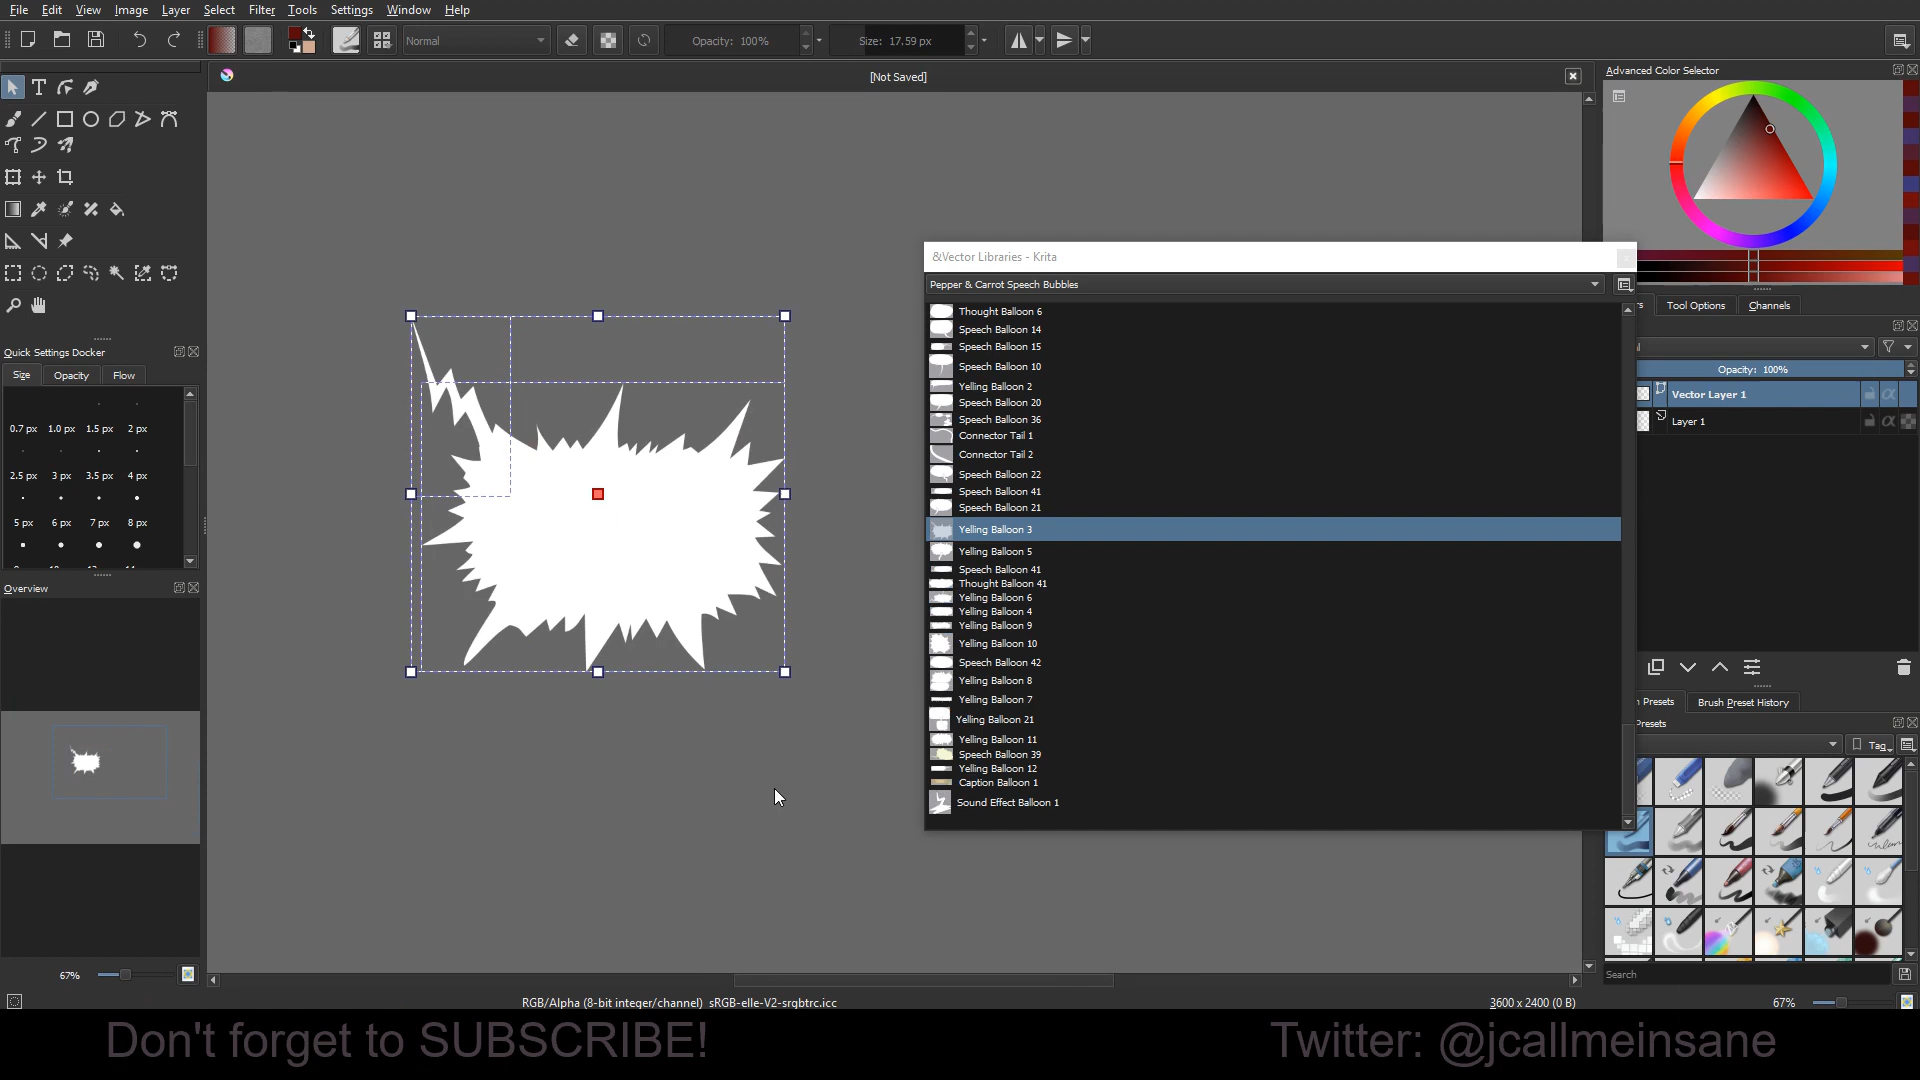 File Edit View Image Layer Select Filter Tools Settings Window Help
Normal Opacity: 100% Size: 17.59 px
[Not Saved]
Advanced Color Selector
&Vector Libraries - Krita
Pepper & Carrot Speech Bubbles
Thought Balloon 6
Speech Balloon 14
Speech Balloon 15
Speech Balloon 10
Yelling Balloon 2
Speech Balloon 20
Speech Balloon 36
Connector Tail 1
Connector Tail 2
Speech Balloon 22
Speech Balloon 41
Speech Balloon 21
Yelling Balloon 3
Yelling Balloon 5
Speech Balloon 41
Thought Balloon 41
Yelling Balloon 6
Yelling Balloon 4
Yelling Balloon 9
Yelling Balloon 10
Speech Balloon 42
Yelling Balloon 8
Yelling Balloon 7
Yelling Balloon 21
Yelling Balloon 11
Speech Balloon 39
Yelling Balloon 12
Caption Balloon 1
Sound Effect Balloon 1
Quick Settings Docker
Size Opacity Flow
0.7 px 1.0 px 1.5 px 2 px
2.5 px 3 px 3.5 px 4 px
5 px 6 px 7 px 8 px
Overview
67%
Tool Options Channels
Opacity: 100%
Vector Layer 1
Layer 1
Presets Brush Preset History
Presets
Tag
Search
RGB/Alpha (8-bit integer/channel) sRGB-elle-V2-srgbtrc.icc
3600 x 2400 (0 B)
67%
Don't forget to SUBSCRIBE!
Twitter: @jcallmeinsane